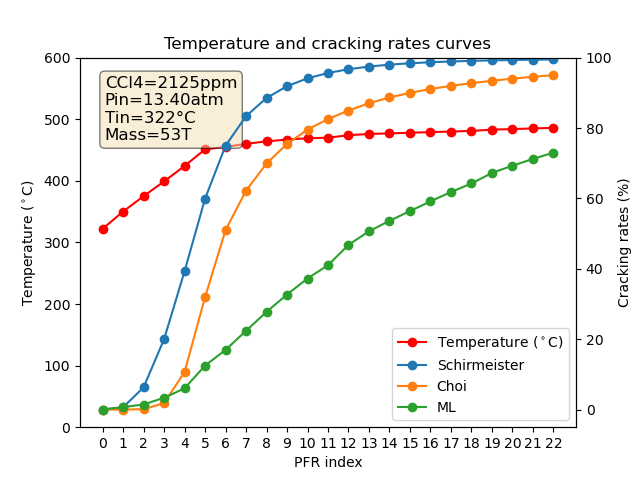 Temperature and cracking rates curves
CCl4=2125ppm
Pin=13.40atm
Tin=322°C
Mass=53T
600
500
400
300
200
100
0
Temperature (°C)
100
80
60
40
20
0
Cracking rates (%)
Temperature (°C)
Schirmeister
Choi
ML
0 1 2 3 4 5 6 7 8 9 10 11 12 13 14 15 16 17 18 19 20 21 22
PFR index